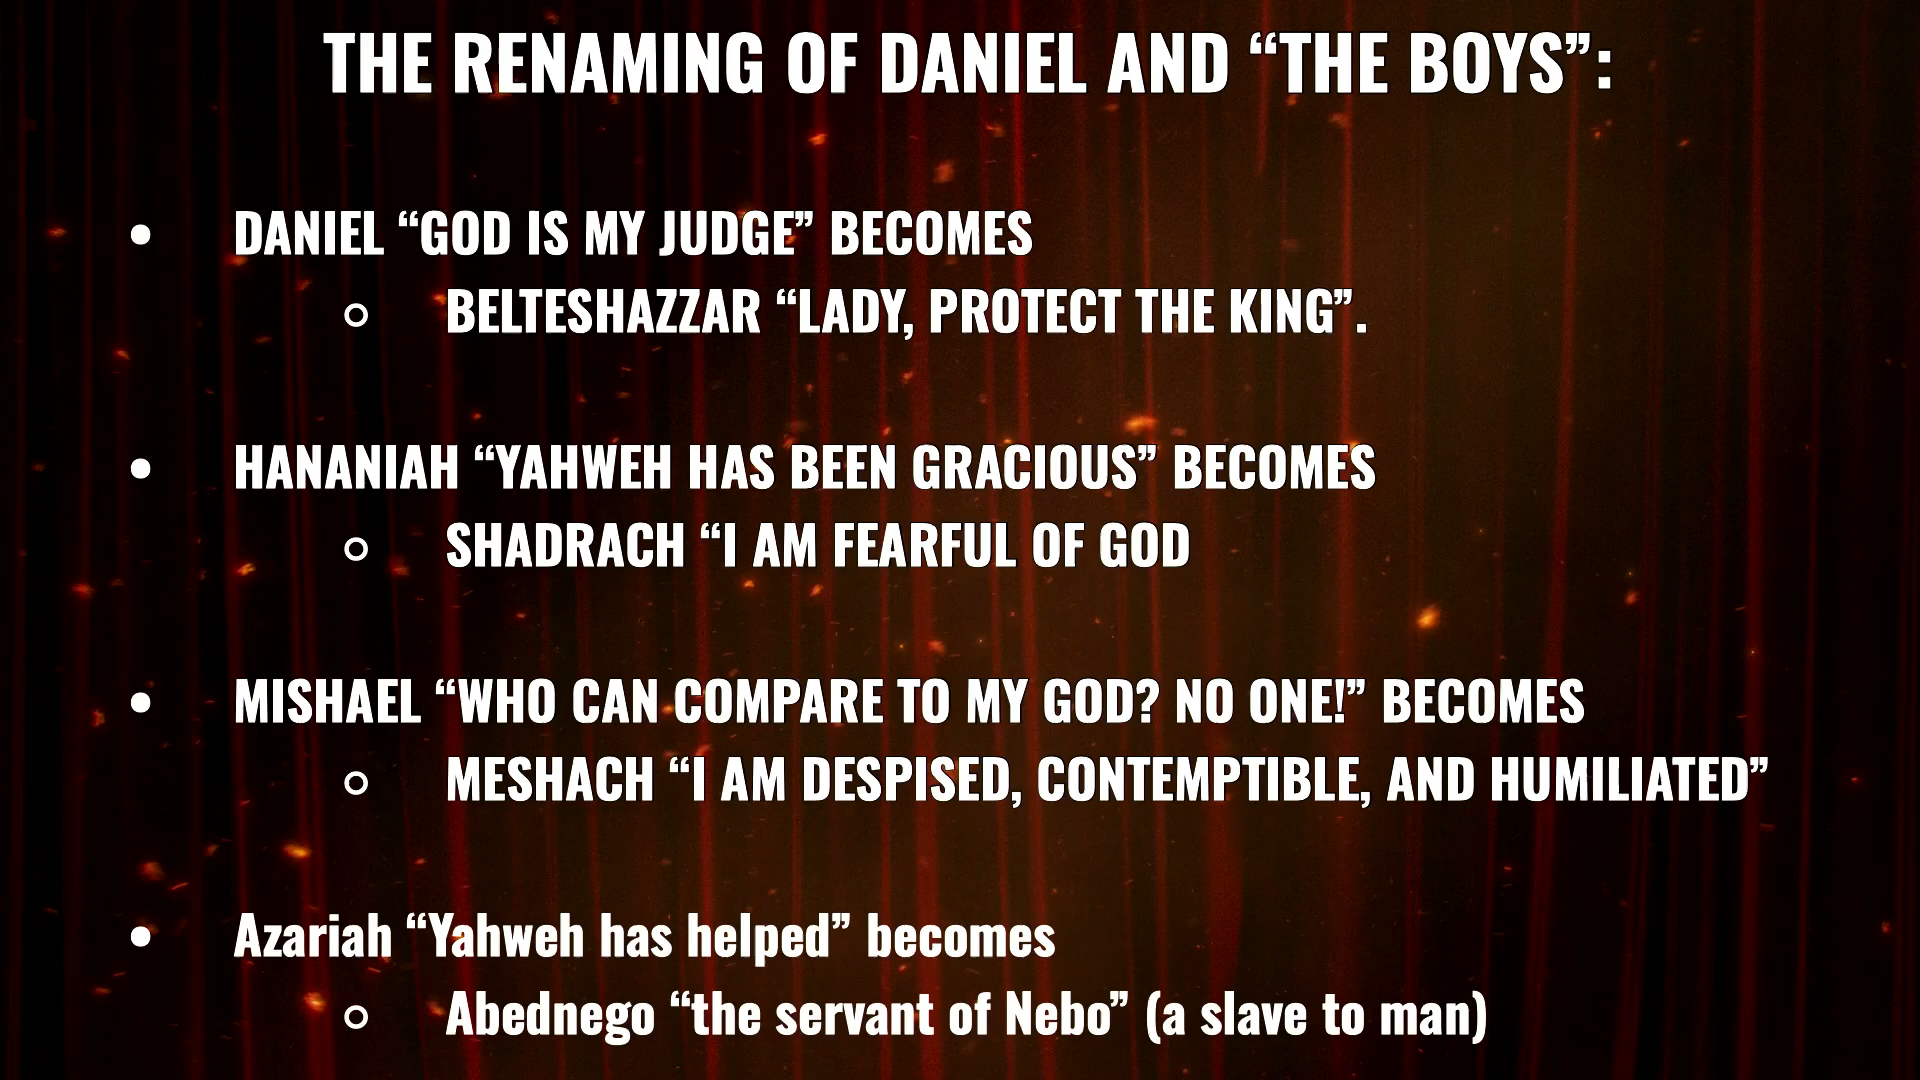 THE RENAMING OF DANIEL AND “THE BOYS”:
• DANIEL “GOD IS MY JUDGE” BECOMES
○ BELTESHAZZAR “LADY, PROTECT THE KING”.
• HANANIAH “YAHWEH HAS BEEN GRACIOUS” BECOMES
○ SHADRACH “I AM FEARFUL OF GOD
• MISHAEL “WHO CAN COMPARE TO MY GOD? NO ONE!” BECOMES
○ MESHACH “I AM DESPISED, CONTEMPTIBLE, AND HUMILIATED”
• Azariah “Yahweh has helped” becomes
○ Abednego “the servant of Nebo” (a slave to man)